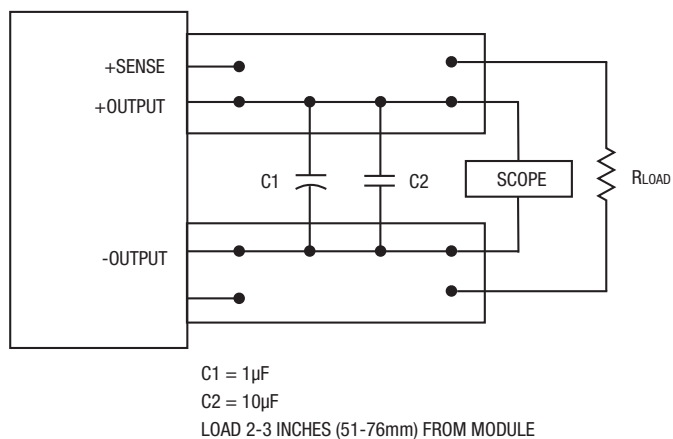 +SENSE
+OUTPUT
C1
C2
SCOPE
RLOAD
-OUTPUT
C1 = 1µF
C2 = 10µF
LOAD 2-3 INCHES (51-76mm) FROM MODULE